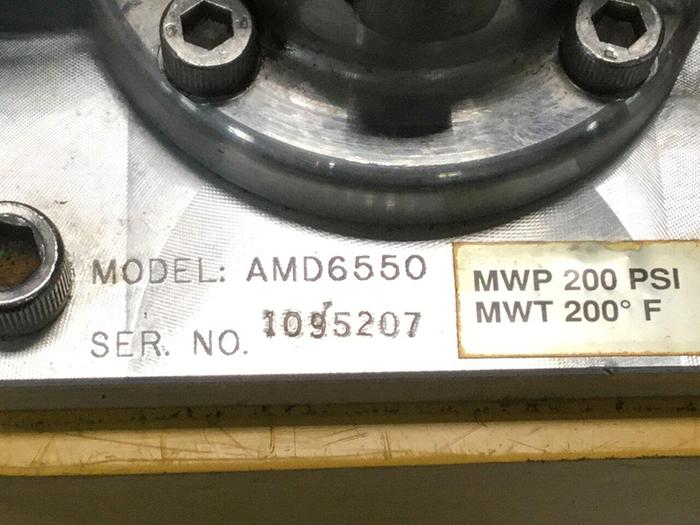 MODEL: AMD6550
SER. NO. 1095207
MWP 200 PSI
MWT 200° F